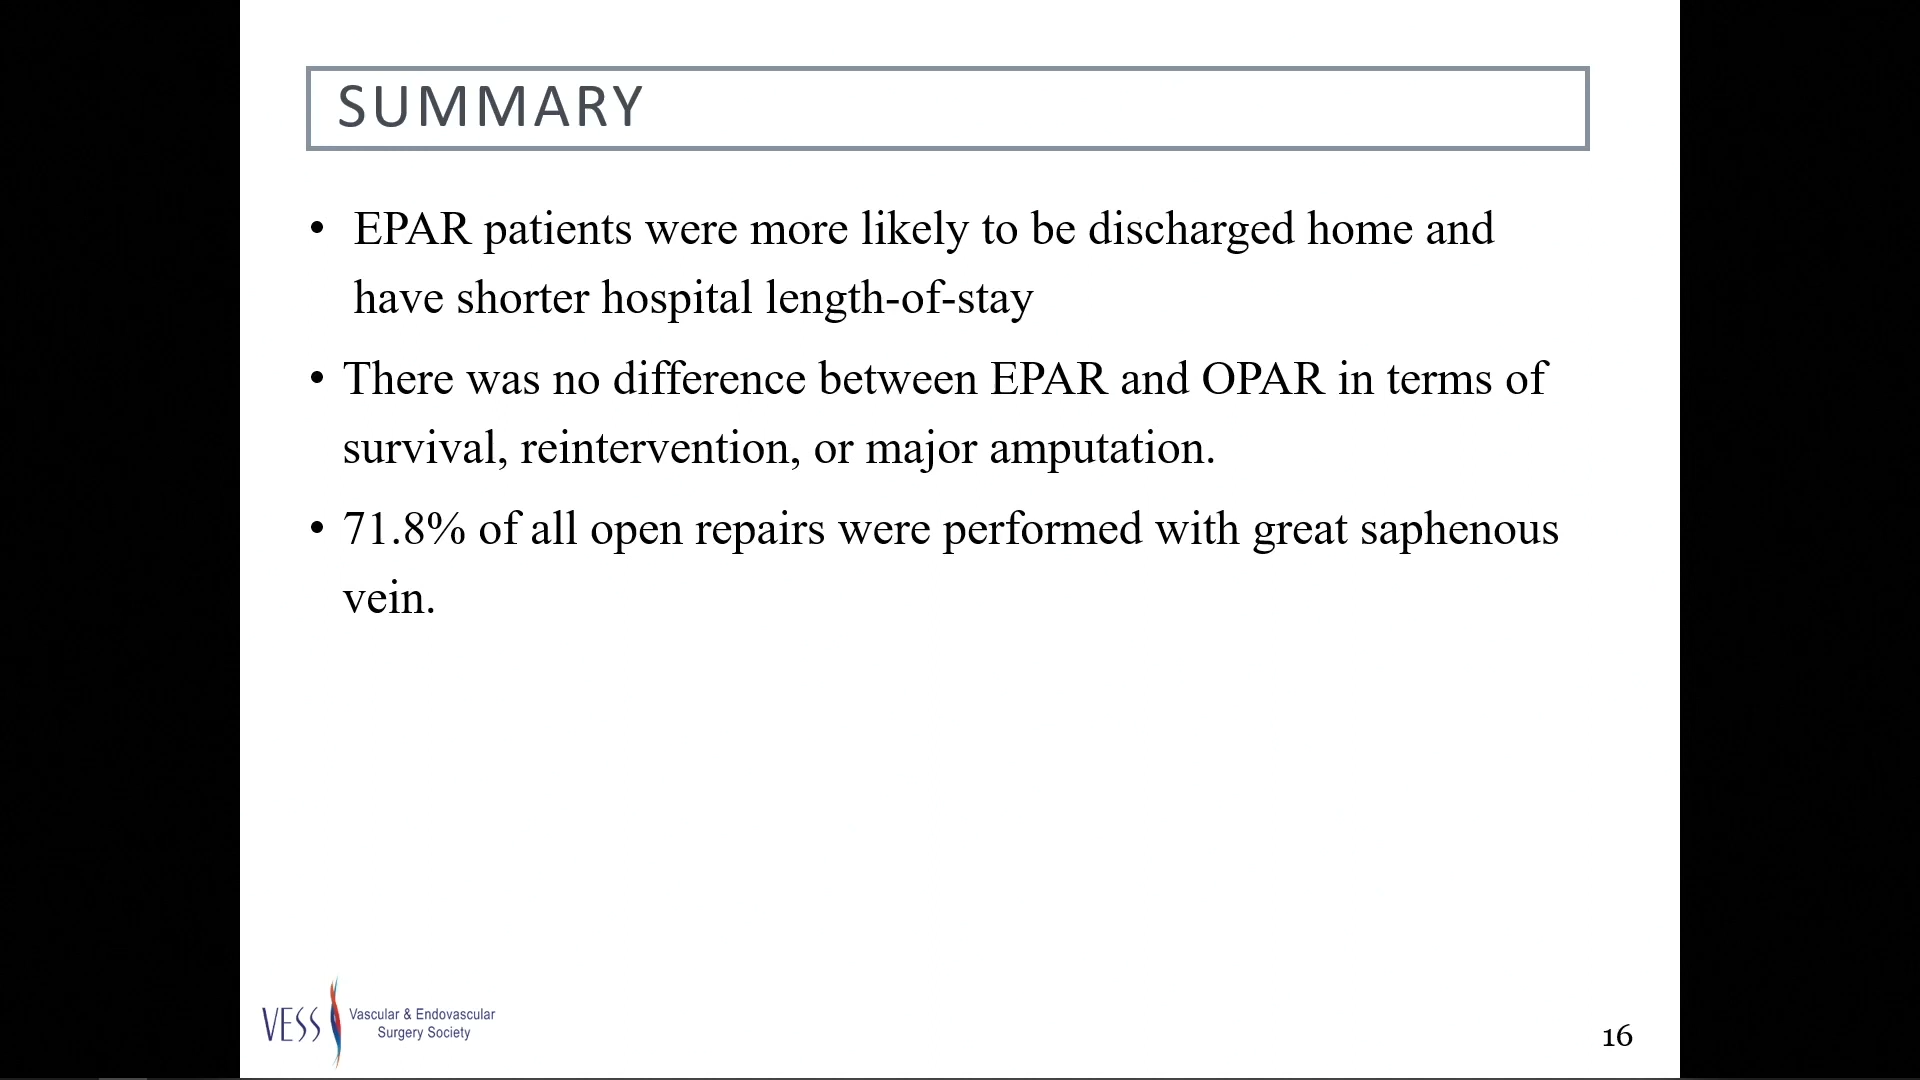 SUMMARY
• EPAR patients were more likely to be discharged home and
have shorter hospital length-of-stay
• There was no difference between EPAR and OPAR in terms of
survival, reintervention, or major amputation.
• 71.8% of all open repairs were performed with great saphenous
vein.
VESS Vascular & Endovascular
Surgery Society
16